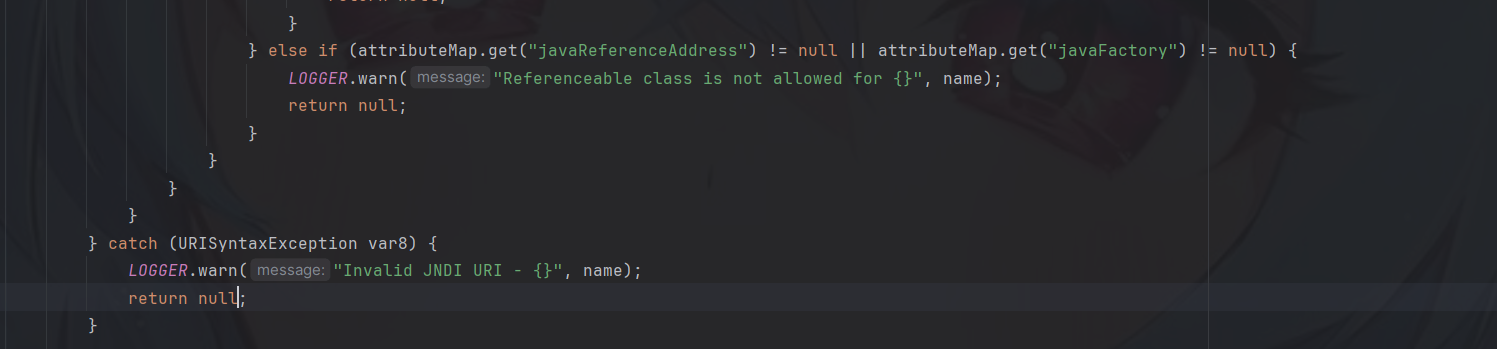 }
} else if (attributeMap.get("javaReferenceAddress") != null || attributeMap.get("javaFactory") != null) {
LOGGER.warn( message: "Referenceable class is not allowed for {}", name);
return null;
}
}
}
}
} catch (URISyntaxException var8) {
LOGGER.warn( message: "Invalid JNDI URI - {}", name);
return null;
}